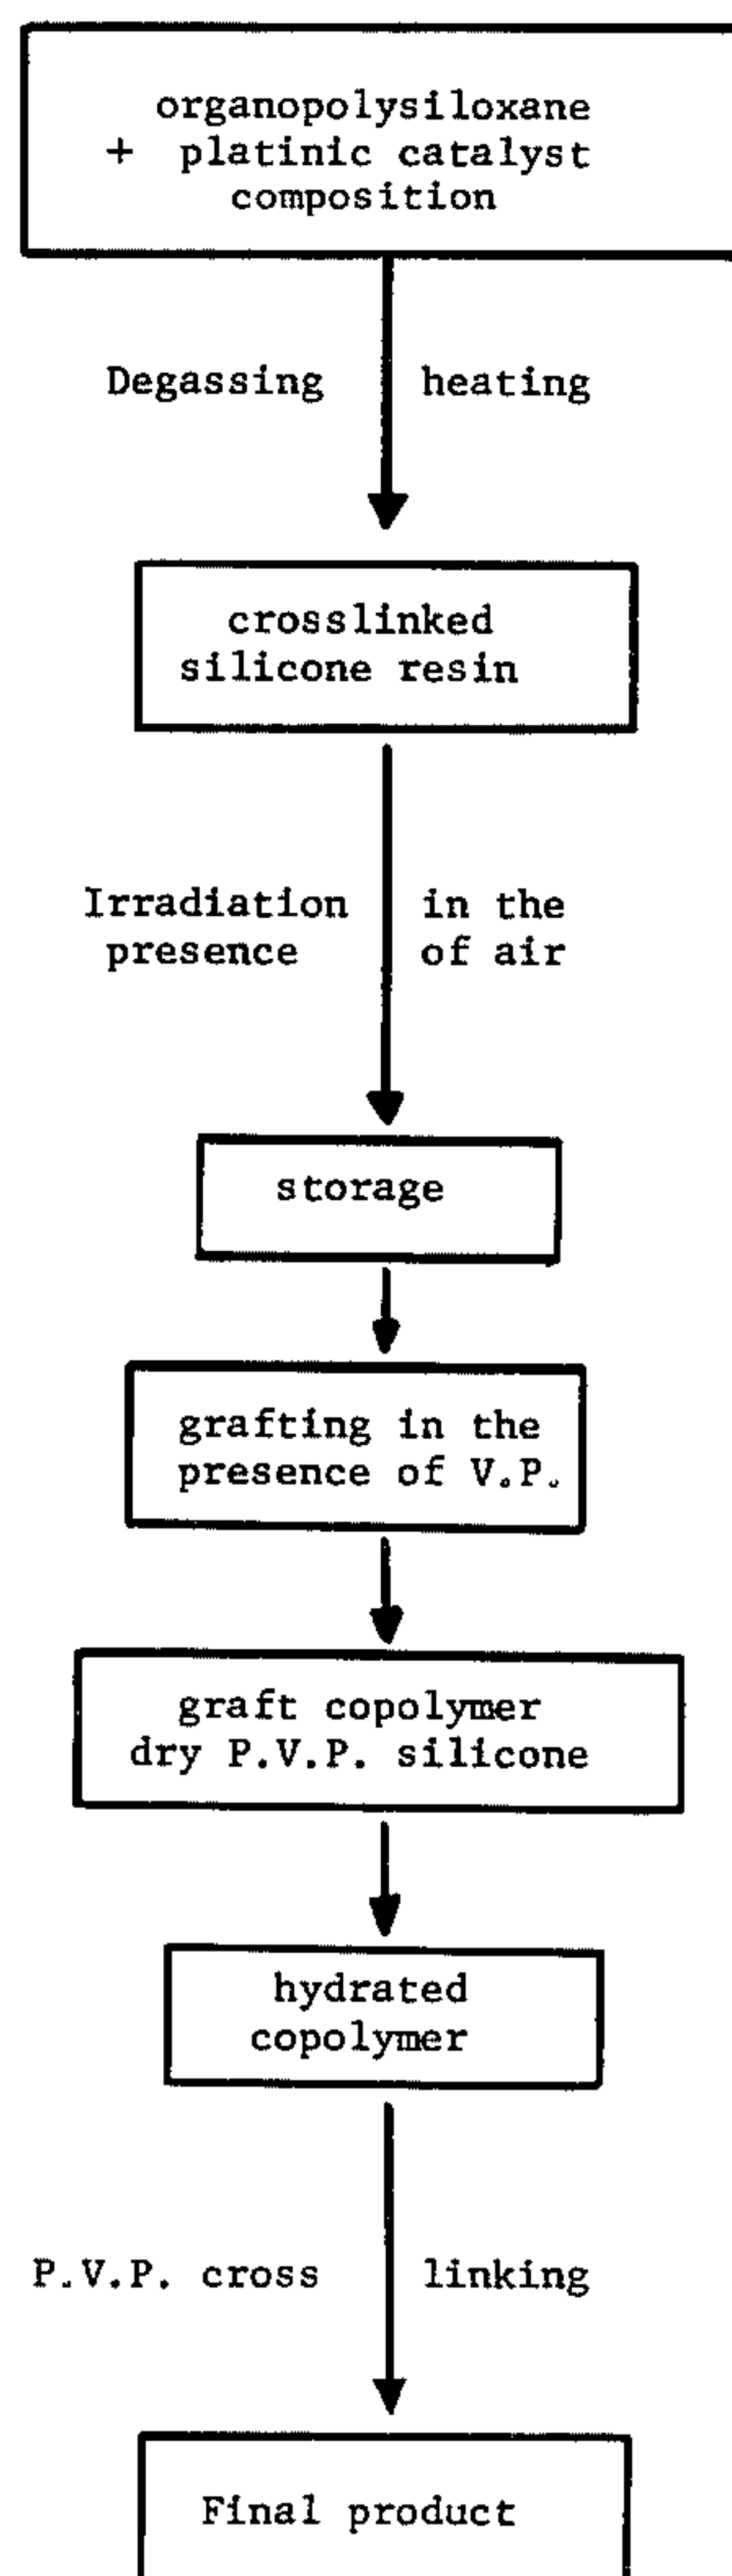 organopolysiloxane
+ platinic catalyst
composition
Degassing heating
crosslinked
silicone resin
Irradiation in the
presence of air
storage
grafting in the
presence of V.P.
graft copolymer
dry P.V.P. silicone
hydrated
copolymer
P.V.P. cross linking
Final product